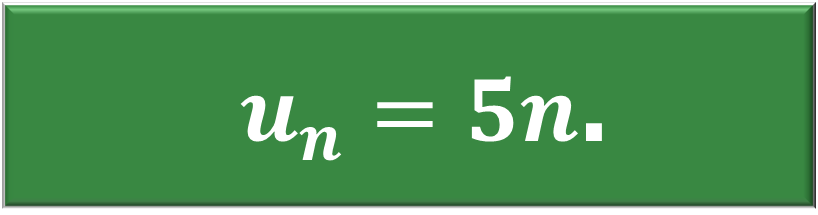 uₙ = 5n.